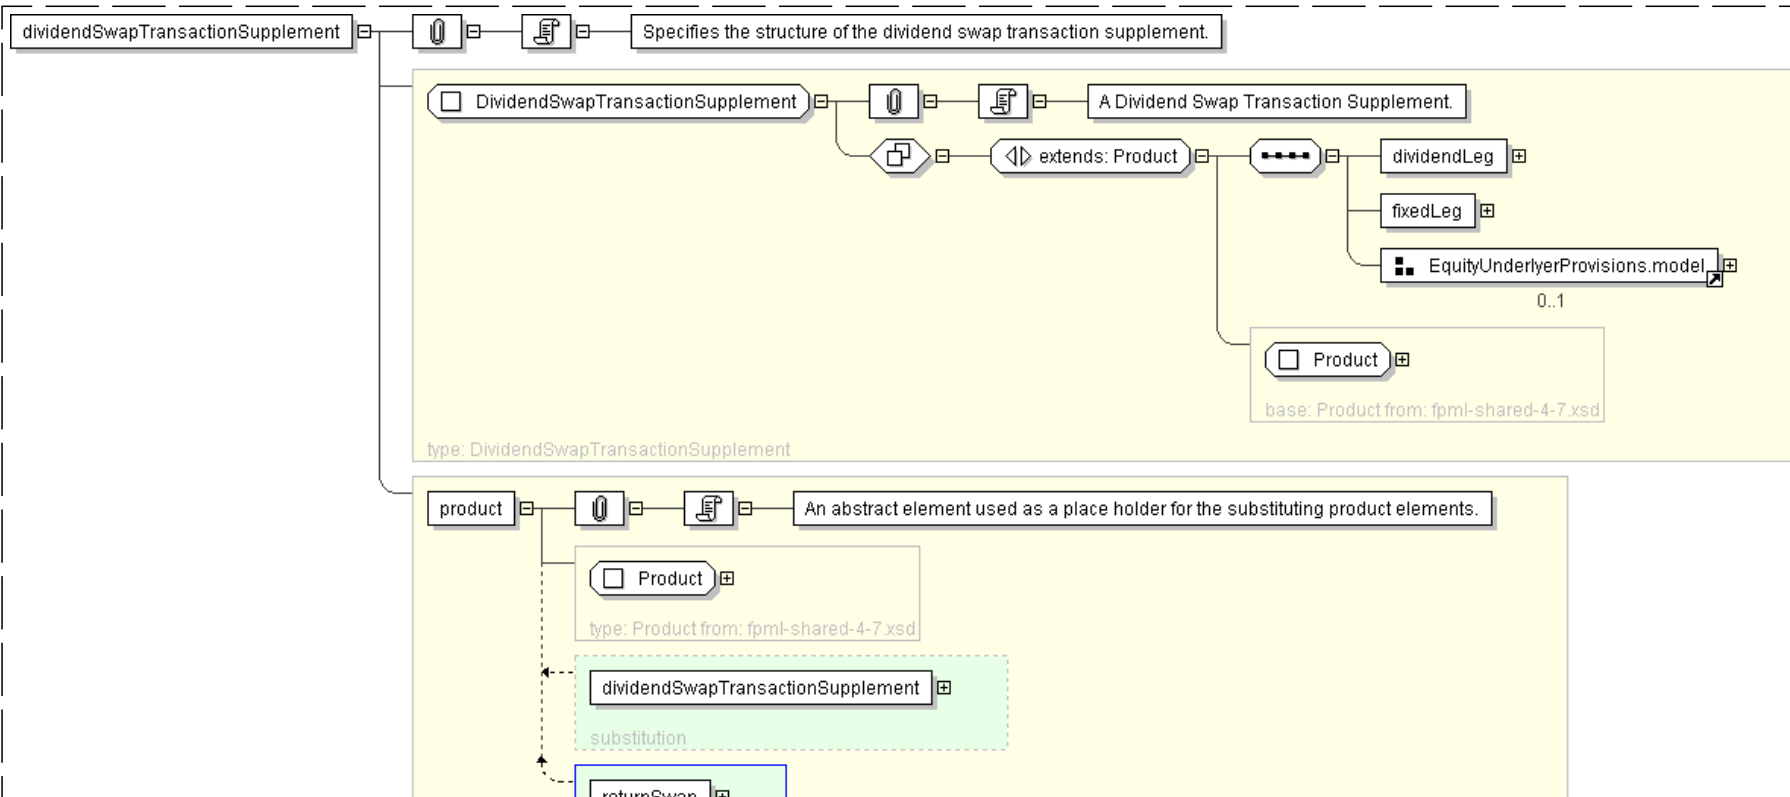 dividendSwapTransactionSupplement
Specifies the structure of the dividend swap transaction supplement.
DividendSwapTransactionSupplement
A Dividend Swap Transaction Supplement.
extends: Product
dividendLeg
fixedLeg
EquityUnderlyerProvisions.model
0..1
Product
base: Product from: fpml-shared-4-7.xsd
type: DividendSwapTransactionSupplement
product
An abstract element used as a place holder for the substituting product elements.
Product
type: Product from: fpml-shared-4-7.xsd
dividendSwapTransactionSupplement
substitution
returnSwap